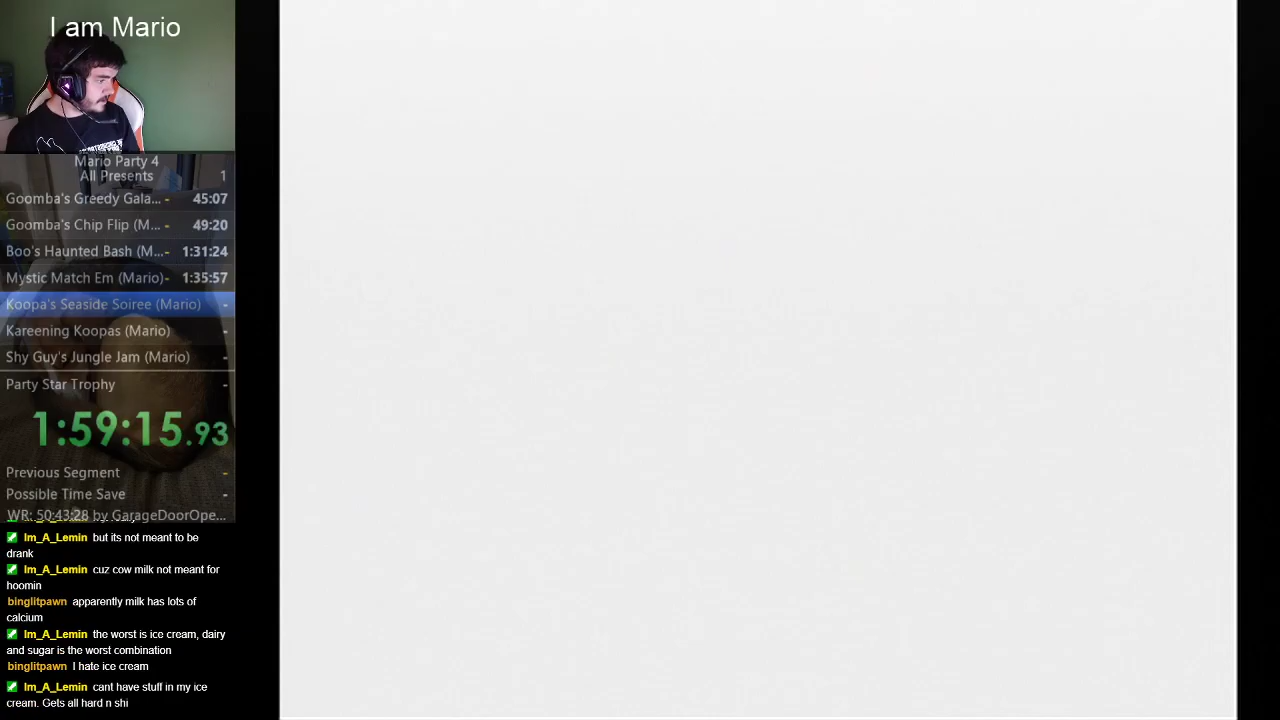 I am Mario
Mario Party 4
All Presents 1
Goomba's Greedy Gala... - 45:07
Goomba's Chip Flip (M... - 49:20
Boo's Haunted Bash (M... - 1:31:24
Mystic Match Em (Mario) - 1:35:57
Koopa's Seaside Soiree (Mario) -
Kareening Koopas (Mario) -
Shy Guy's Jungle Jam (Mario) -
Party Star Trophy -
1:59:15.93
Previous Segment -
Possible Time Save -
WR: 50:43:28 by GarageDoorOpe...
Im_A_Lemin but its not meant to be
drank
Im_A_Lemin cuz cow milk not meant for
hoomin
binglitpawn apparently milk has lots of
calcium
Im_A_Lemin the worst is ice cream, dairy
and sugar is the worst combination
binglitpawn I hate ice cream
Im_A_Lemin cant have stuff in my ice
cream. Gets all hard n shi